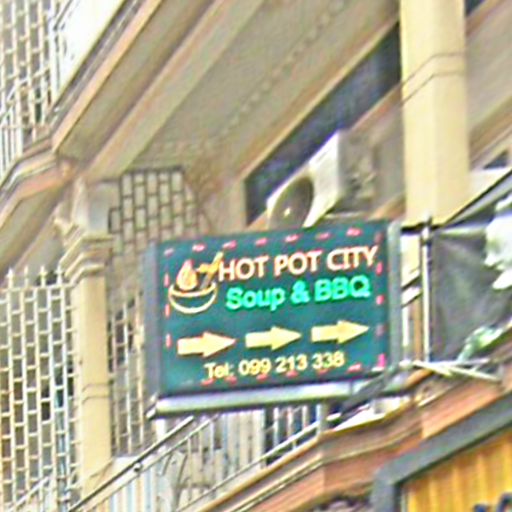 HOT POT CITY
Soup & BBQ
Tel: 099 213 338